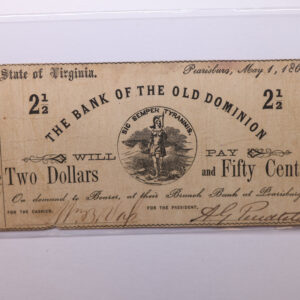 State of Virginia. Pearisburg, May 1, 186
2½ 2½
THE BANK OF THE OLD DOMINION
SIC SEMPER TYRANNIS.
WILL PAY
Two Dollars and Fifty Cent
On demand to Bearer, at their Branch Bank at Pearisburg
FOR THE CASHIER, FOR THE PRESIDENT,